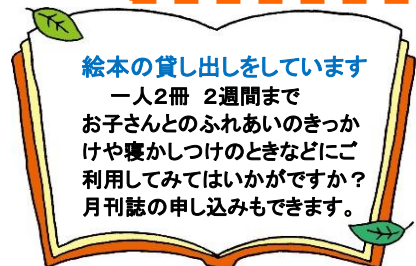 絵本の貸し出しをしています
一人2冊 2週間まで
お子さんとのふれあいのきっか
けや寝かしつけのときなどにご
利用してみてはいかがですか?
月刊誌の申し込みもできます。